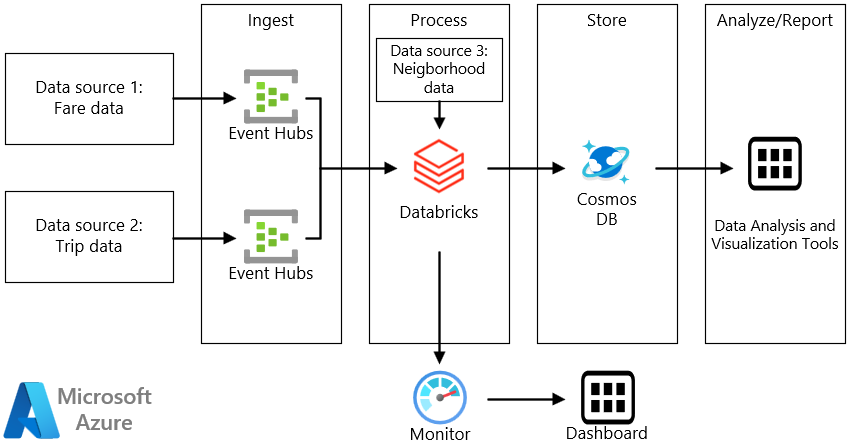 Ingest
Process
Store
Analyze/Report
Data source 1:
Fare data
Event Hubs
Data source 3:
Neigborhood
data
Data source 2:
Trip data
Event Hubs
Databricks
Cosmos
DB
Data Analysis and
Visualization Tools
Microsoft
Azure
Monitor
Dashboard